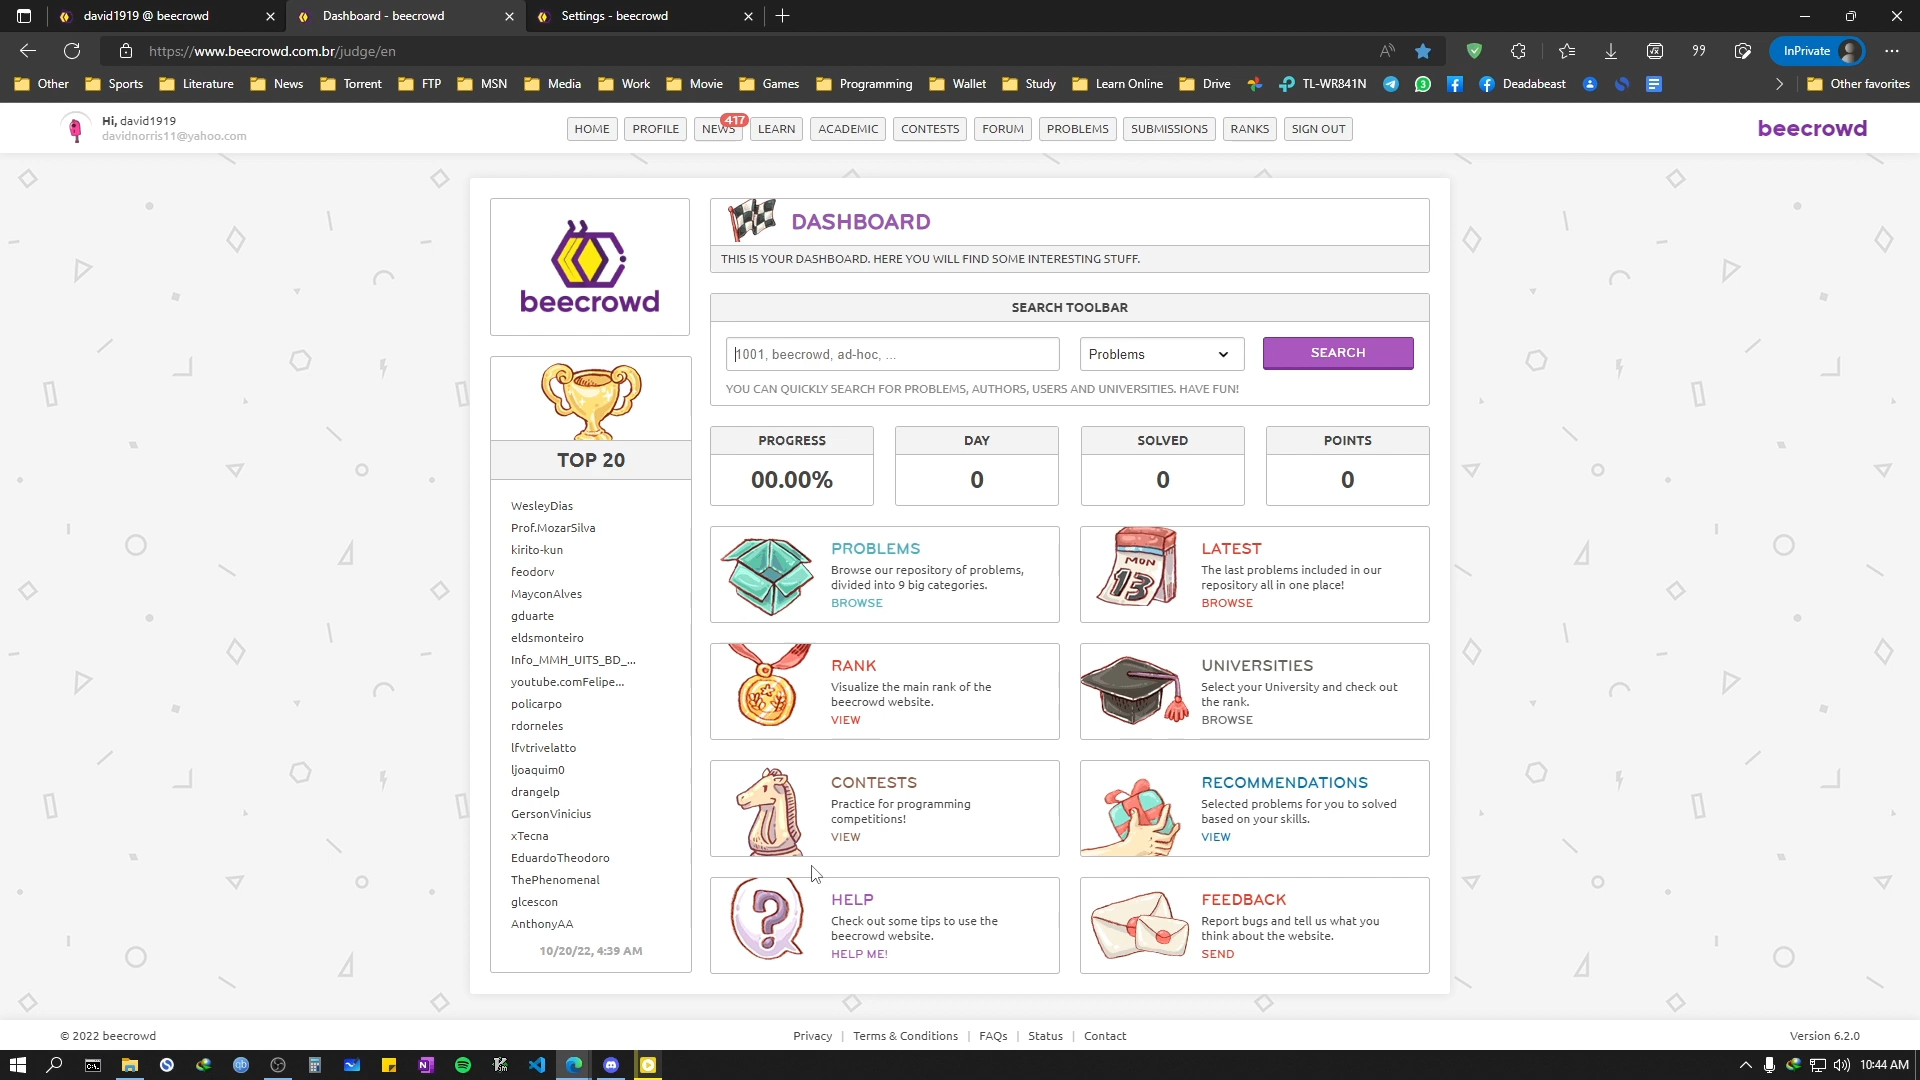 david1919 @ beecrowd
Dashboard - beecrowd
Settings - beecrowd
https://www.beecrowd.com.br/judge/en
InPrivate
Other
Sports
Literature
News
Torrent
FTP
MSN
Media
Work
Movie
Games
Programming
Wallet
Study
Learn Online
Drive
TL-WR841N
Deadabeast
Other favorites
Hi, david1919
davidnorris11@yahoo.com
HOME
PROFILE
NEWS
417
LEARN
ACADEMIC
CONTESTS
FORUM
PROBLEMS
SUBMISSIONS
RANKS
SIGN OUT
beecrowd
beecrowd
TOP 20
WesleyDias
Prof.MozarSilva
kirito-kun
feodorv
MayconAlves
gduarte
eldsmonteiro
Info_MMH_UITS_BD_...
youtube.comFelipe...
policarpo
rdorneles
lfvtrivelatto
ljoaquim0
drangelp
GersonVinicius
xTecna
EduardoTheodoro
ThePhenomenal
glcescon
AnthonyAA
10/20/22, 4:39 AM
DASHBOARD
THIS IS YOUR DASHBOARD. HERE YOU WILL FIND SOME INTERESTING STUFF.
SEARCH TOOLBAR
1001, beecrowd, ad-hoc, ...
Problems
SEARCH
YOU CAN QUICKLY SEARCH FOR PROBLEMS, AUTHORS, USERS AND UNIVERSITIES. HAVE FUN!
PROGRESS
00.00%
DAY
0
SOLVED
0
POINTS
0
PROBLEMS
Browse our repository of problems,
divided into 9 big categories.
BROWSE
MON
13
LATEST
The last problems included in our
repository all in one place!
BROWSE
RANK
Visualize the main rank of the
beecrowd website.
VIEW
UNIVERSITIES
Select your University and check out
the rank.
BROWSE
CONTESTS
Practice for programming
competitions!
VIEW
RECOMMENDATIONS
Selected problems for you to solved
based on your skills.
VIEW
HELP
Check out some tips to use the
beecrowd website.
HELP ME!
FEEDBACK
Report bugs and tell us what you
think about the website.
SEND
© 2022 beecrowd
Privacy
Terms & Conditions
FAQs
Status
Contact
Version 6.2.0
10:44 AM